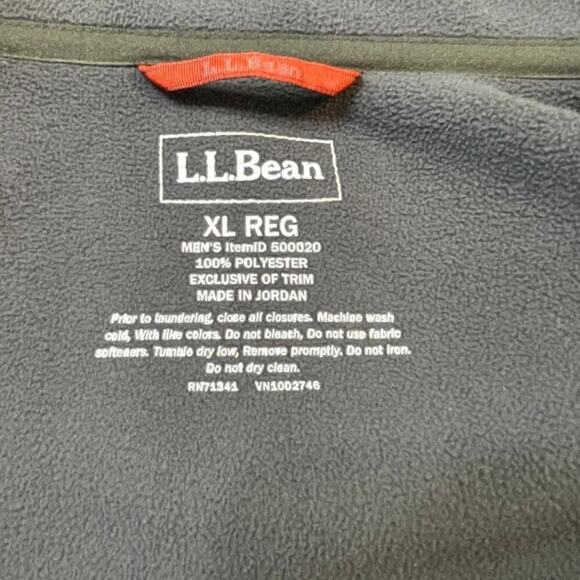 L.L.Bean
L.L.Bean
XL REG
MEN'S ItemID 500020
100% POLYESTER
EXCLUSIVE OF TRIM
MADE IN JORDAN
Prior to laundering, close all closures. Machine wash
cold, With like colors. Do not bleach, Do not use fabric
softeners. Tumble dry low, Remove promptly. Do not iron.
Do not dry clean.
RN71341 VN1002746